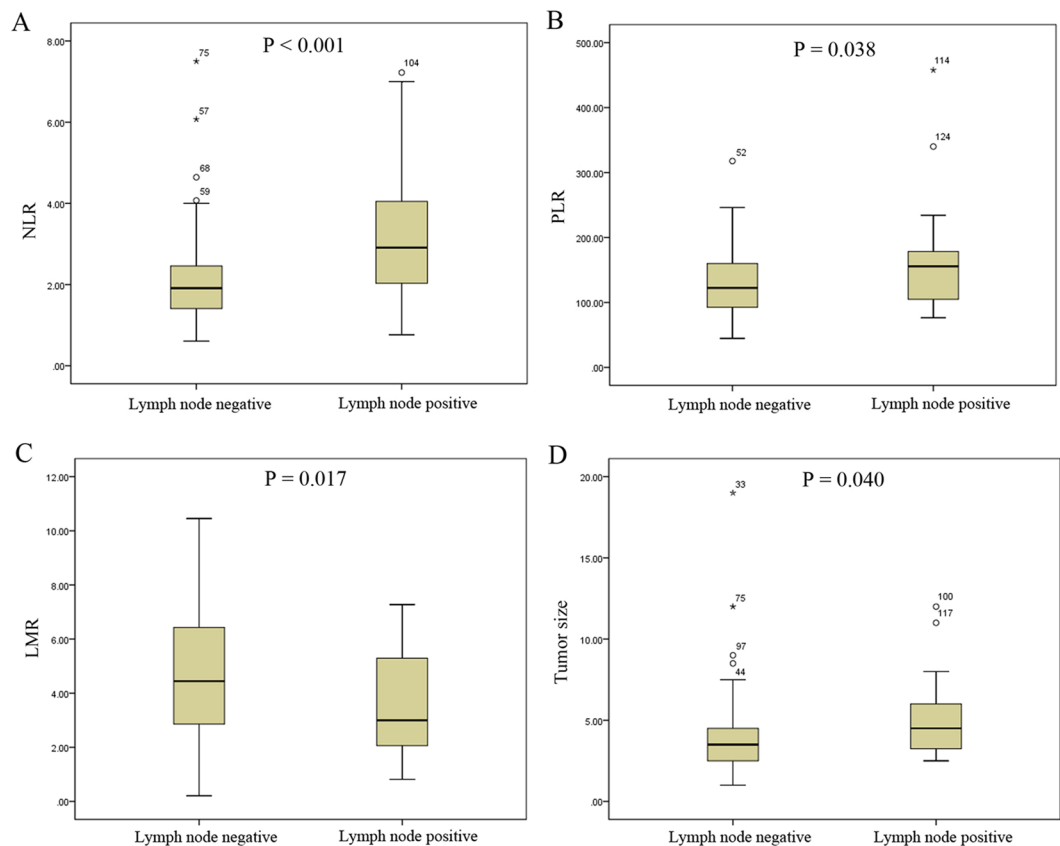 A
P < 0.001
8.00
6.00
4.00
2.00
.00
NLR
75
57
68
59
104
Lymph node negative
Lymph node positive
B
P = 0.038
500.00
400.00
300.00
200.00
100.00
.00
PLR
52
114
124
Lymph node negative
Lymph node positive
C
P = 0.017
12.00
10.00
8.00
6.00
4.00
2.00
.00
LMR
Lymph node negative
Lymph node positive
D
P = 0.040
20.00
15.00
10.00
5.00
.00
Tumor size
33
75
97
44
100
117
Lymph node negative
Lymph node positive